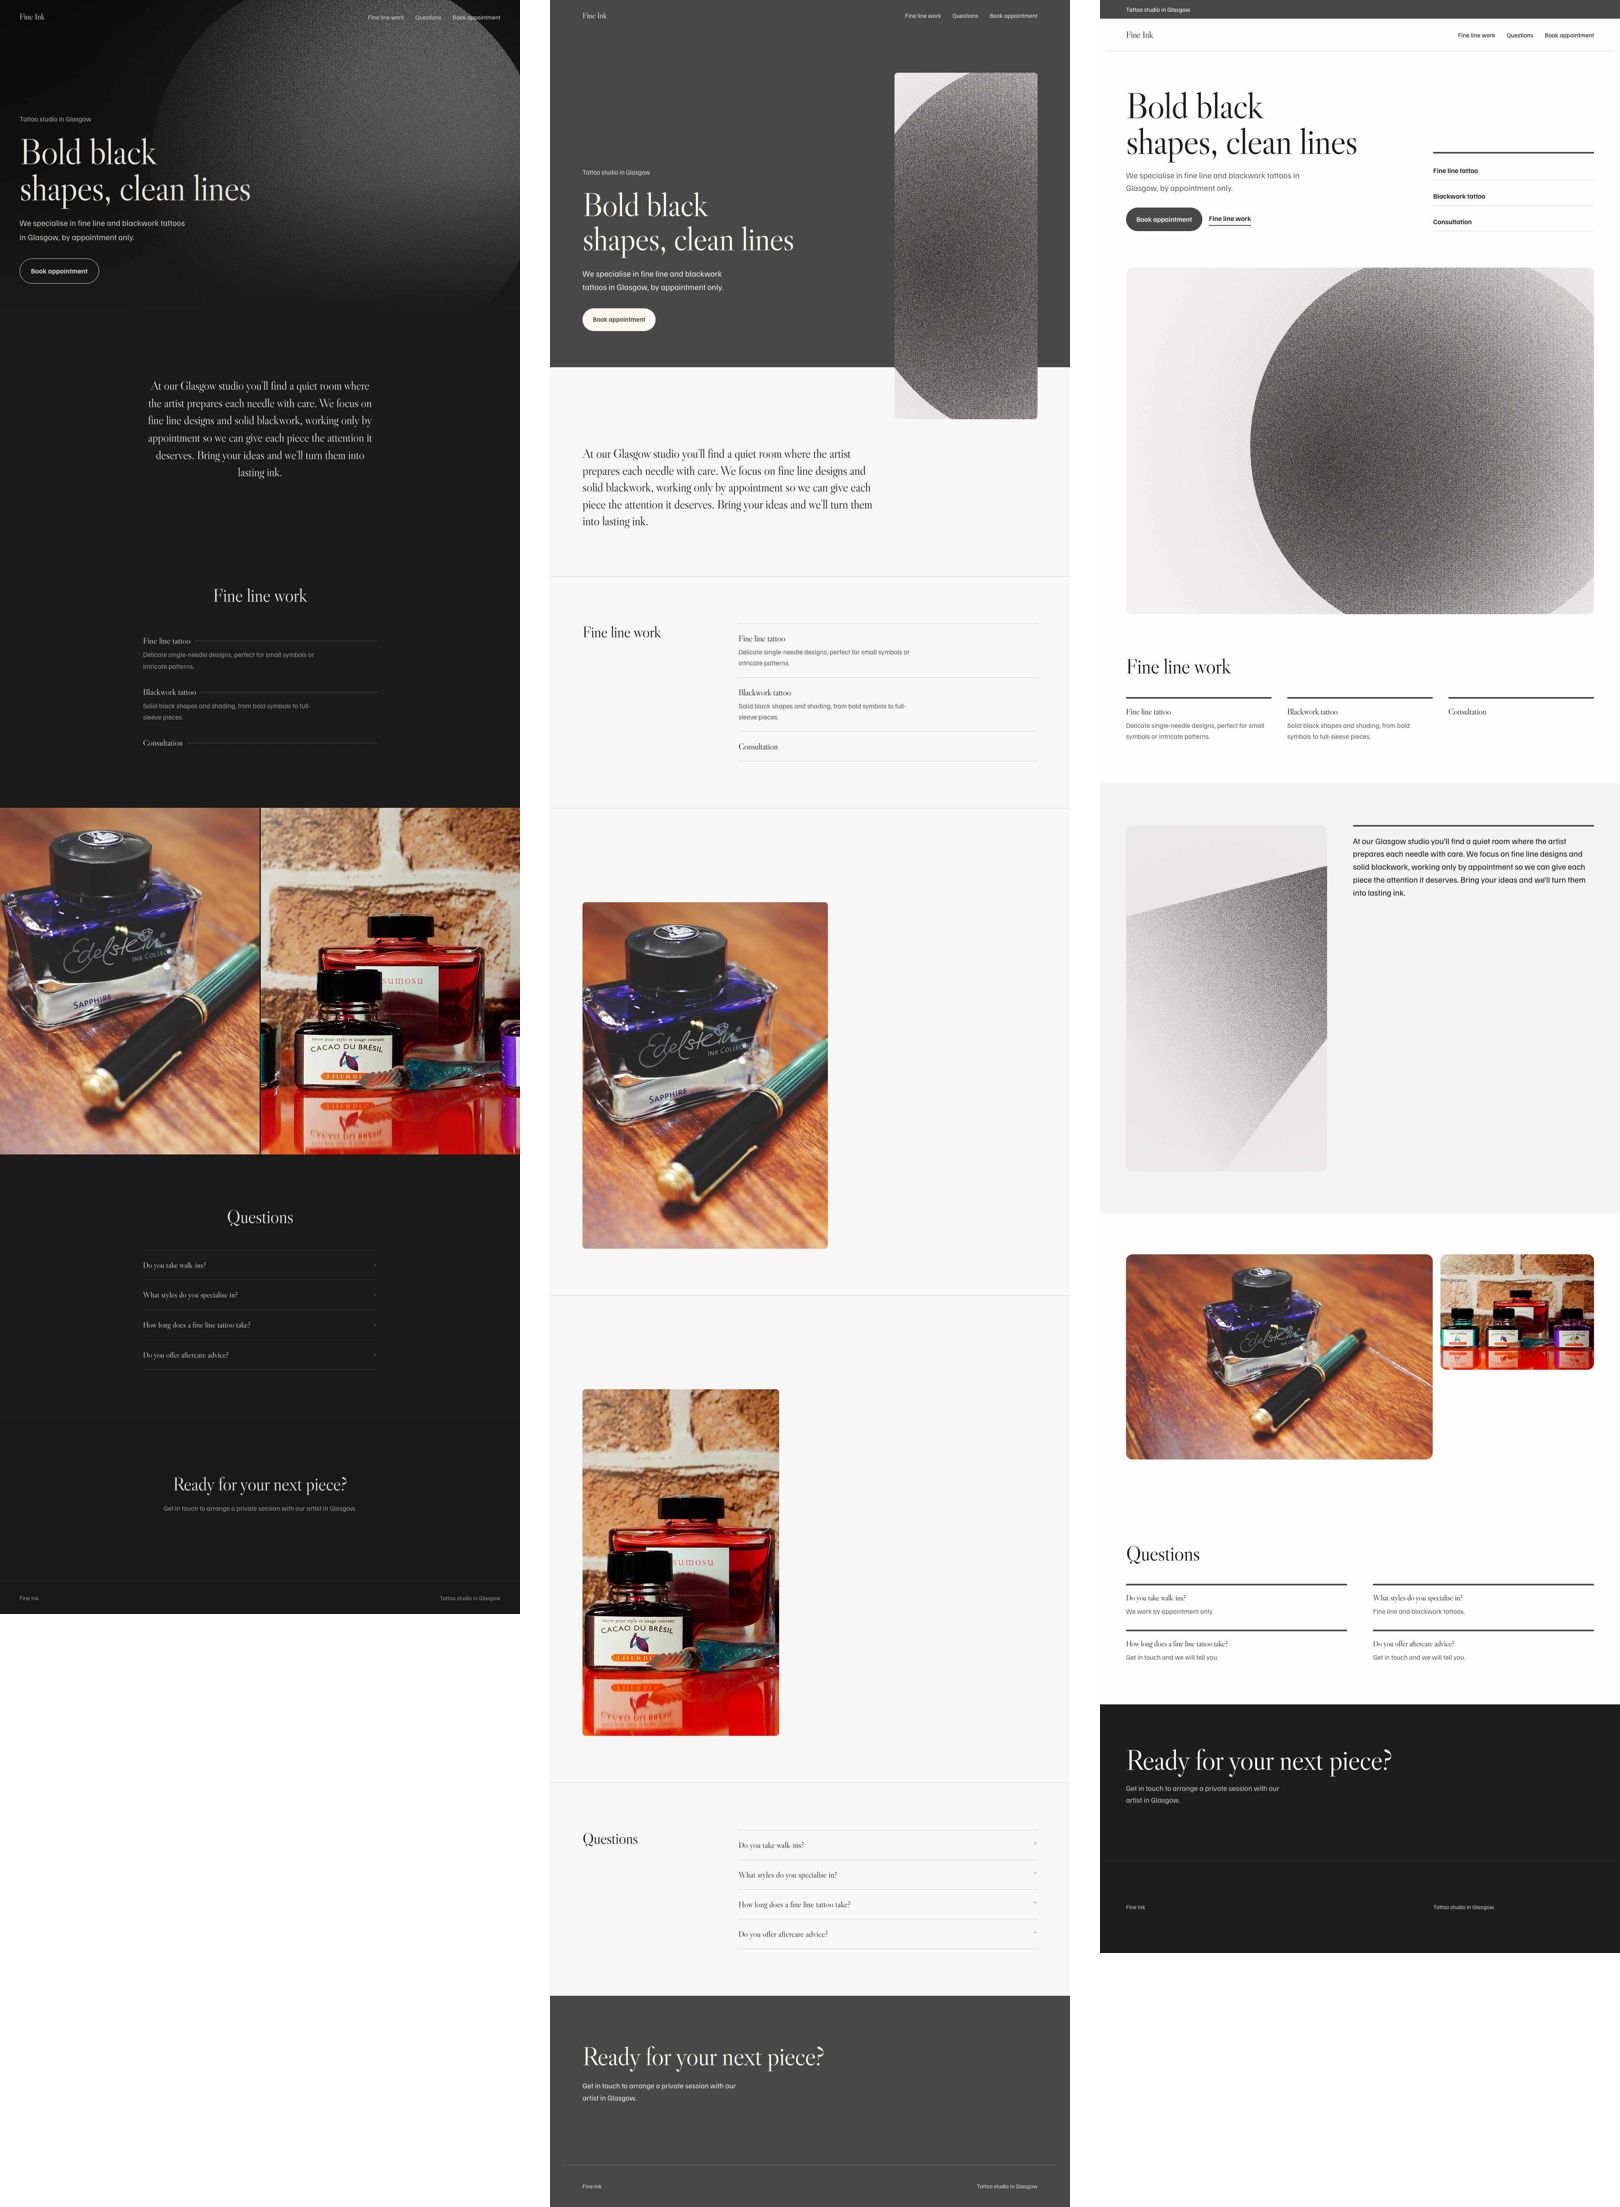 Fine Ink
Fine line work
Questions
Book appointment
Tattoo studio in Glasgow
Bold black
shapes, clean lines
We specialise in fine line and blackwork tattoos
in Glasgow, by appointment only.
Book appointment
At our Glasgow studio you'll find a quiet room where
the artist prepares each needle with care. We focus on
fine line designs and solid blackwork, working only by
appointment so we can give each piece the attention it
deserves. Bring your ideas and we'll turn them into
lasting ink.
Fine line work
Fine line tattoo
Delicate single-needle designs, perfect for small symbols or
intricate patterns.
Blackwork tattoo
Solid black shapes and shading, from bold symbols to full-
sleeve pieces.
Consultation
Edelstein
INK COLLECTION
SAPPHIRE
sumosu
encre pour style et usage courant
CACAO DU BRÉSIL
J. HERBIN
Questions
Do you take walk-ins?
What styles do you specialise in?
How long does a fine line tattoo take?
Do you offer aftercare advice?
Ready for your next piece?
Get in touch to arrange a private session with our artist in Glasgow.
Fine Ink
Tattoo studio in Glasgow
Fine Ink
Fine line work
Questions
Book appointment
Tattoo studio in Glasgow
Bold black
shapes, clean lines
We specialise in fine line and blackwork
tattoos in Glasgow, by appointment only.
Book appointment
At our Glasgow studio you'll find a quiet room where the artist
prepares each needle with care. We focus on fine line designs and
solid blackwork, working only by appointment so we can give each
piece the attention it deserves. Bring your ideas and we'll turn them
into lasting ink.
Fine line work
Fine line tattoo
Delicate single-needle designs, perfect for small symbols or
intricate patterns.
Blackwork tattoo
Solid black shapes and shading, from bold symbols to full-
sleeve pieces.
Consultation
Edelstein
INK COLLEC
SAPPHIRE
sumosu
encre pour style et usage courant
CACAO DU BRÉSIL
J. HERBIN
Questions
Do you take walk-ins?
What styles do you specialise in?
How long does a fine line tattoo take?
Do you offer aftercare advice?
Ready for your next piece?
Get in touch to arrange a private session with our
artist in Glasgow.
Fine Ink
Tattoo studio in Glasgow
Tattoo studio in Glasgow
Fine Ink
Fine line work
Questions
Book appointment
Bold black
shapes, clean lines
We specialise in fine line and blackwork tattoos in
Glasgow, by appointment only.
Book appointment
Fine line work
Fine line tattoo
Blackwork tattoo
Consultation
Fine line work
Fine line tattoo
Delicate single-needle designs, perfect for small
symbols or intricate patterns.
Blackwork tattoo
Solid black shapes and shading, from bold
symbols to full-sleeve pieces.
Consultation
At our Glasgow studio you'll find a quiet room where the artist
prepares each needle with care. We focus on fine line designs and
solid blackwork, working only by appointment so we can give each
piece the attention it deserves. Bring your ideas and we'll turn them
into lasting ink.
Edelstein
SAPPHIRE
Questions
Do you take walk-ins?
We work by appointment only.
What styles do you specialise in?
Fine line and blackwork tattoos.
How long does a fine line tattoo take?
Get in touch and we will tell you.
Do you offer aftercare advice?
Get in touch and we will tell you.
Ready for your next piece?
Get in touch to arrange a private session with our
artist in Glasgow.
Fine Ink
Tattoo studio in Glasgow